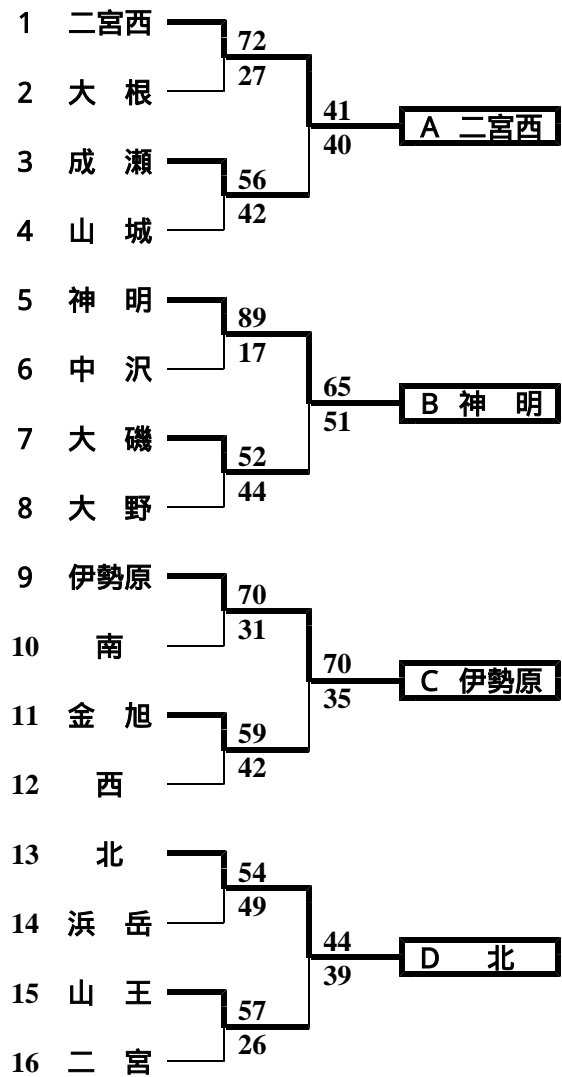 1 二宮西
72
27
2 大 根
41
40
A 二宮西
3 成 瀬
56
42
4 山 城
5 神 明
89
17
6 中 沢
65
51
B 神 明
7 大 磯
52
44
8 大 野
9 伊勢原
70
31
10 南
70
35
C 伊勢原
11 金 旭
59
42
12 西
13 北
54
49
14 浜 岳
44
39
D 北
15 山 王
57
26
16 二 宮